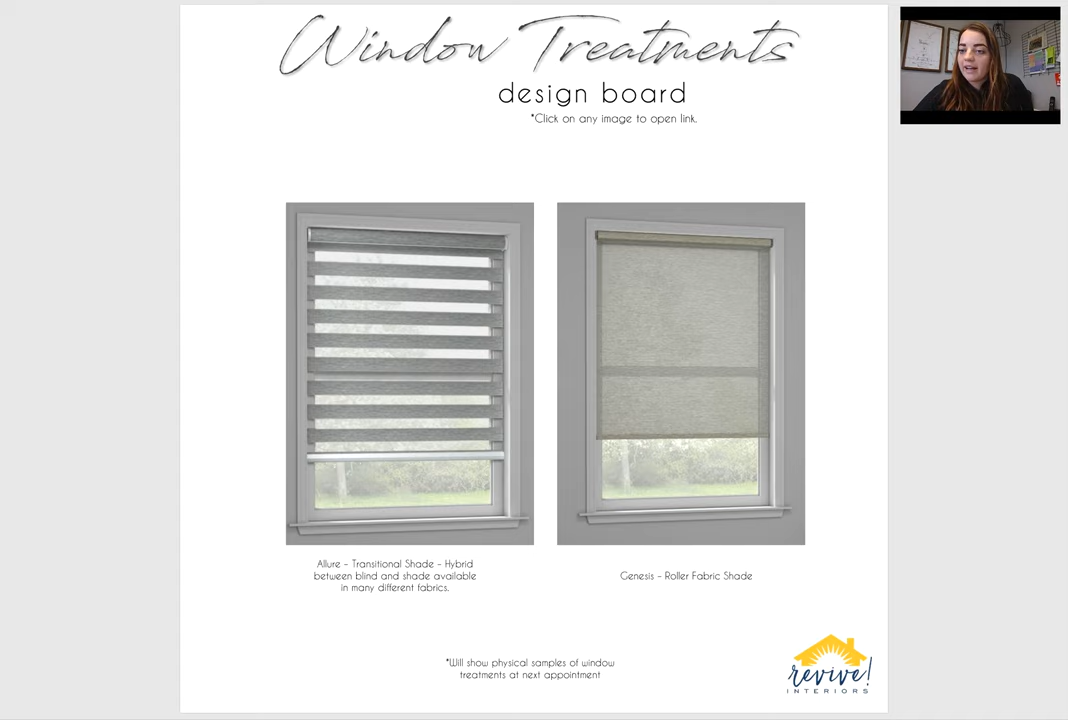 Window Treatments
design board
*Click on any image to open link.
Allure - Transitional Shade - Hybrid
between blind and shade available
in many different fabrics.
Genesis - Roller Fabric Shade
*Will show physical samples of window
treatments at next appointment
revive!
INTERIORS